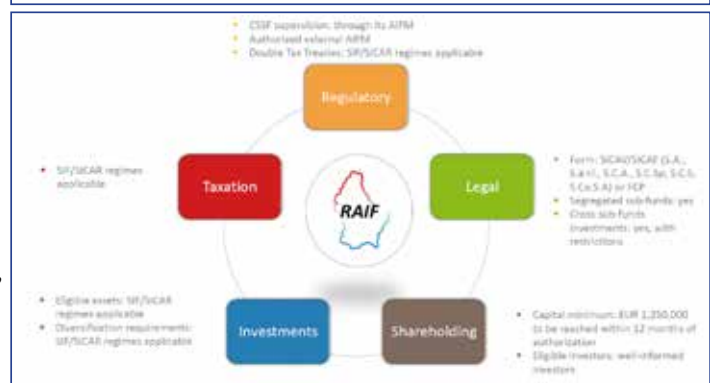 CSSF supervision: through its AIFM
Authorised external AIFM
Double Tax Treaties: SIF/SICAR regimes applicable
Regulatory
SIF/SICAR regimes
applicable
Taxation
RAIF
Legal
Form: SICAV/SICAF (S.A.,
S.à r.l., S.C.A., S.C.Sp, S.C.S,
S.Co.S.A) or FCP
Segregated sub-funds: yes
Cross sub-funds
investments: yes, with
restrictions
Eligible assets: SIF/SICAR
regimes applicable
Diversification requirements:
SIF/SICAR regimes applicable
Investments
Shareholding
Capital minimum: EUR 1,250,000
to be reached within 12 months of
authorization
Eligible investors: well-informed
investors